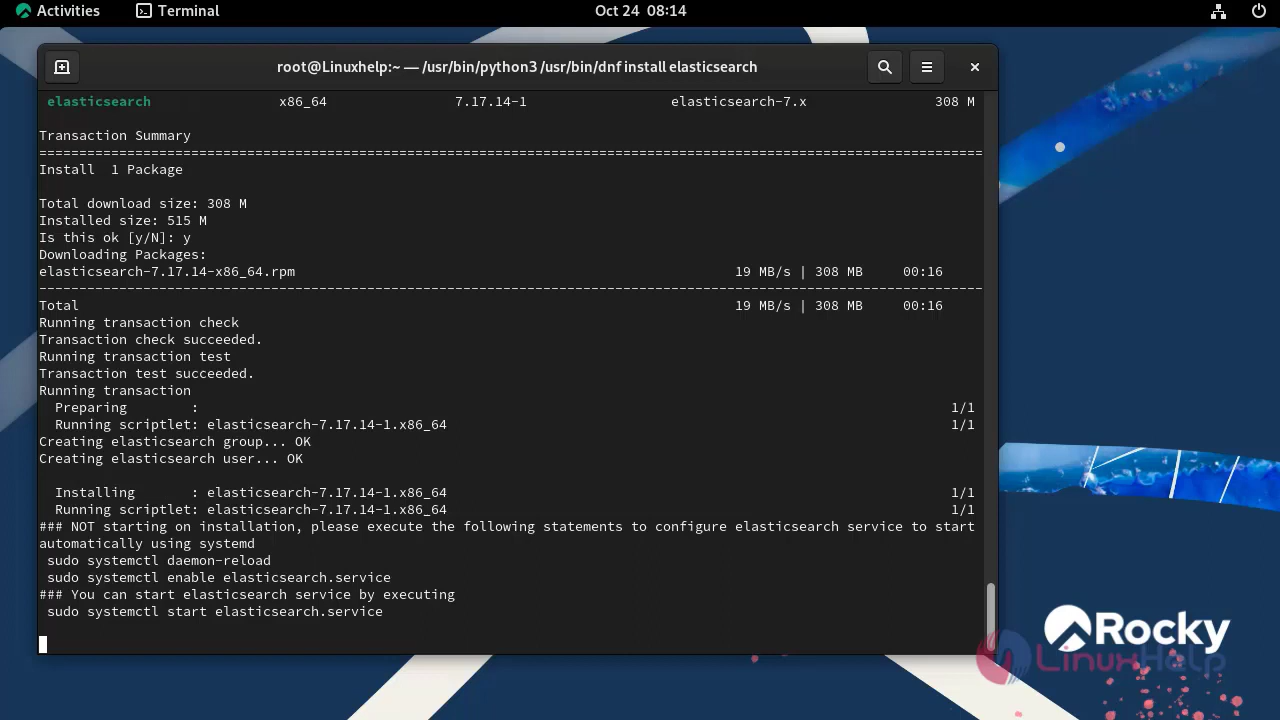 Activities Terminal Oct 24 08:14
root@Linuxhelp:~ — /usr/bin/python3 /usr/bin/dnf install elasticsearch
elasticsearch x86_64 7.17.14-1 elasticsearch-7.x 308 M
Transaction Summary
================================================================================
Install  1 Package
Total download size: 308 M
Installed size: 515 M
Is this ok [y/N]: y
Downloading Packages:
elasticsearch-7.17.14-x86_64.rpm 19 MB/s | 308 MB 00:16
--------------------------------------------------------------------------------
Total 19 MB/s | 308 MB 00:16
Running transaction check
Transaction check succeeded.
Running transaction test
Transaction test succeeded.
Running transaction
Preparing : 1/1
Running scriptlet: elasticsearch-7.17.14-1.x86_64 1/1
Creating elasticsearch group... OK
Creating elasticsearch user... OK
Installing : elasticsearch-7.17.14-1.x86_64 1/1
Running scriptlet: elasticsearch-7.17.14-1.x86_64 1/1
### NOT starting on installation, please execute the following statements to configure elasticsearch service to start
automatically using systemd
sudo systemctl daemon-reload
sudo systemctl enable elasticsearch.service
### You can start elasticsearch service by executing
sudo systemctl start elasticsearch.service
Rocky
LinuxHelp